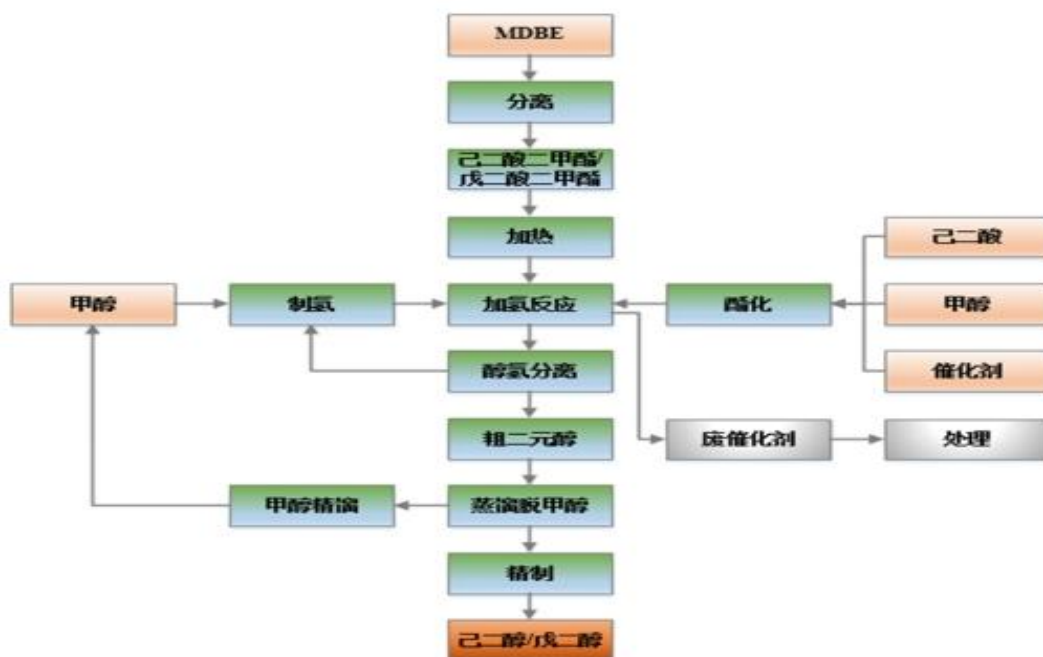 MDBE
分离
己二酸二甲酯/
戊二酸二甲酯
加热
己二酸
甲醇
制氢
加氢反应
酯化
甲醇
醇氢分离
催化剂
粗二元醇
废催化剂
处理
甲醇精馏
蒸馏脱甲醇
精制
己二醇/戊二醇